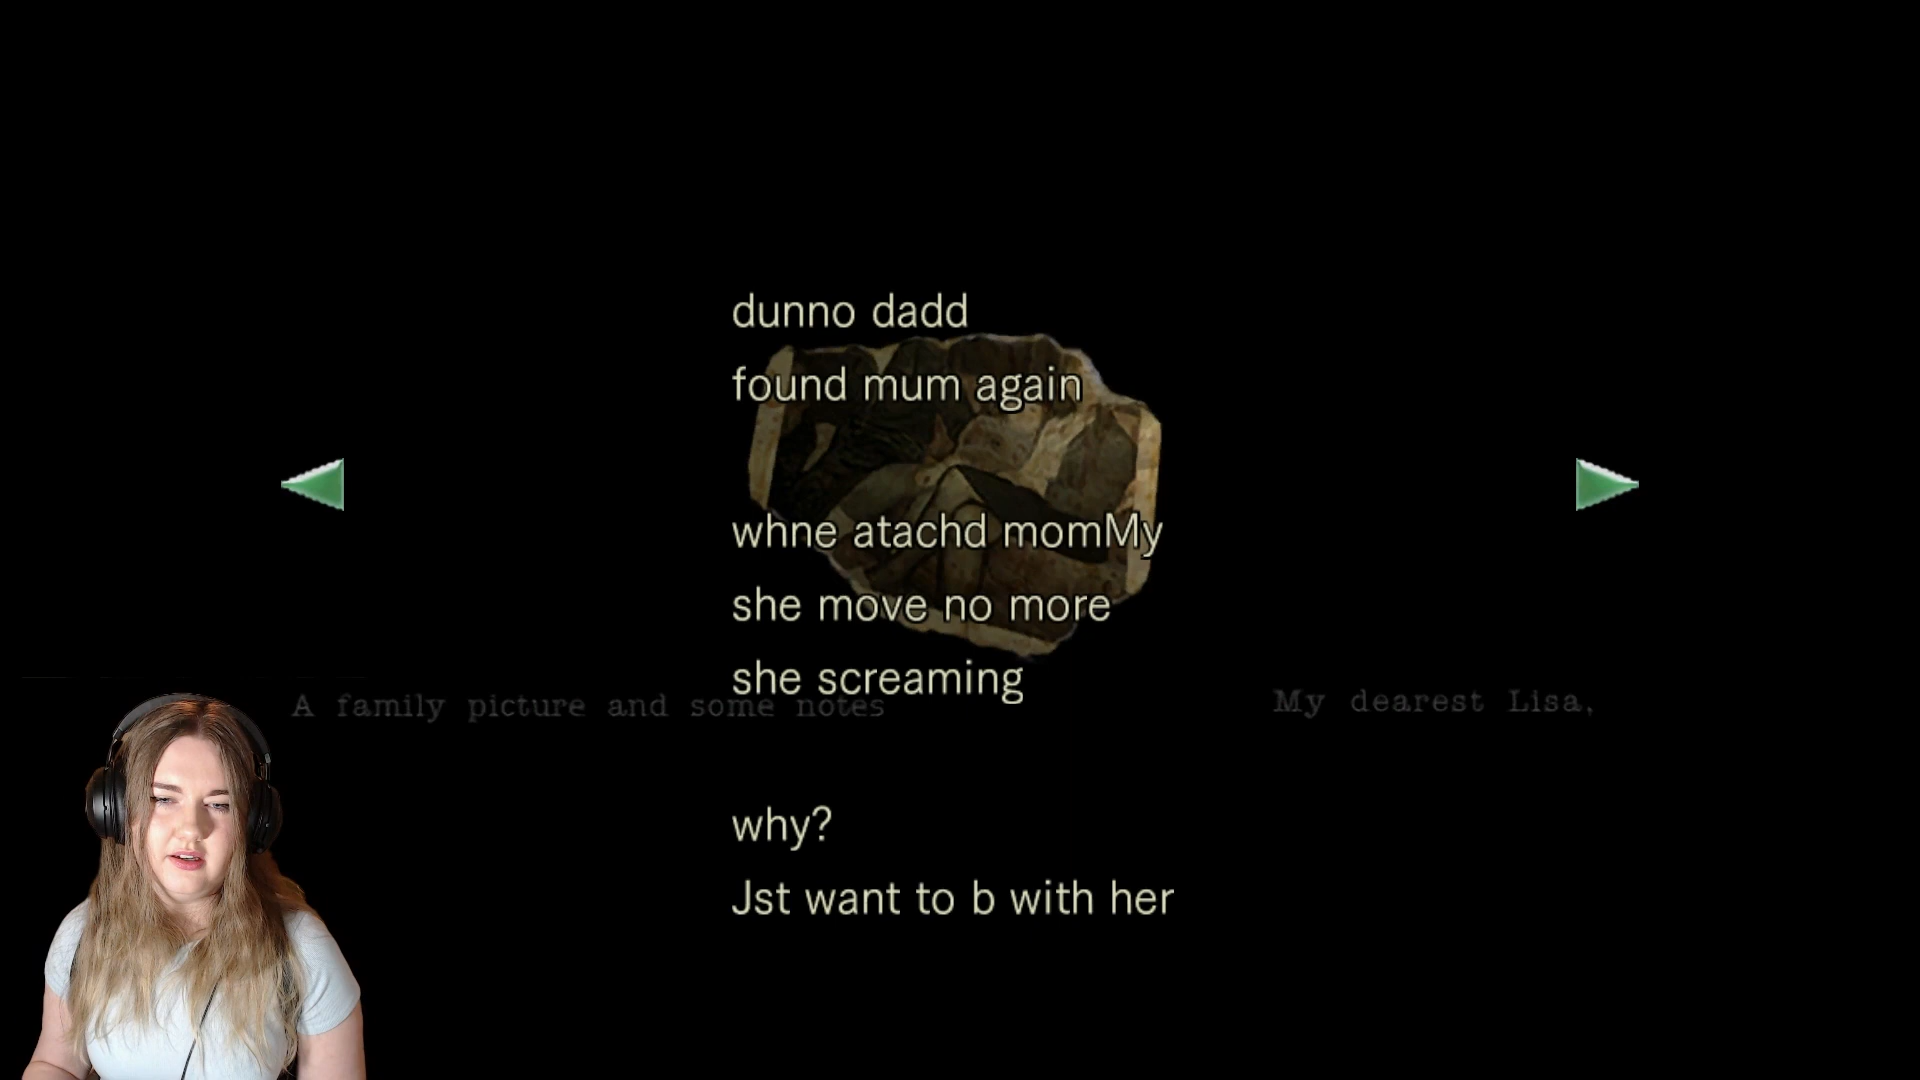 dunno dadd
found mum again
whne atachd momMy
she move no more
she screaming
A family picture and some notes
My dearest Lisa,
why?
Jst want to b with her